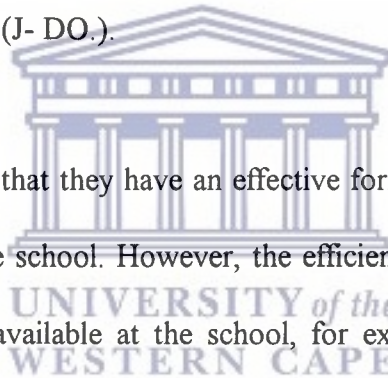 (J- DO.).
that they have an effective for
e school. However, the efficien
UNIVERSITY of the
available at the school, for ex
WESTERN CAPE